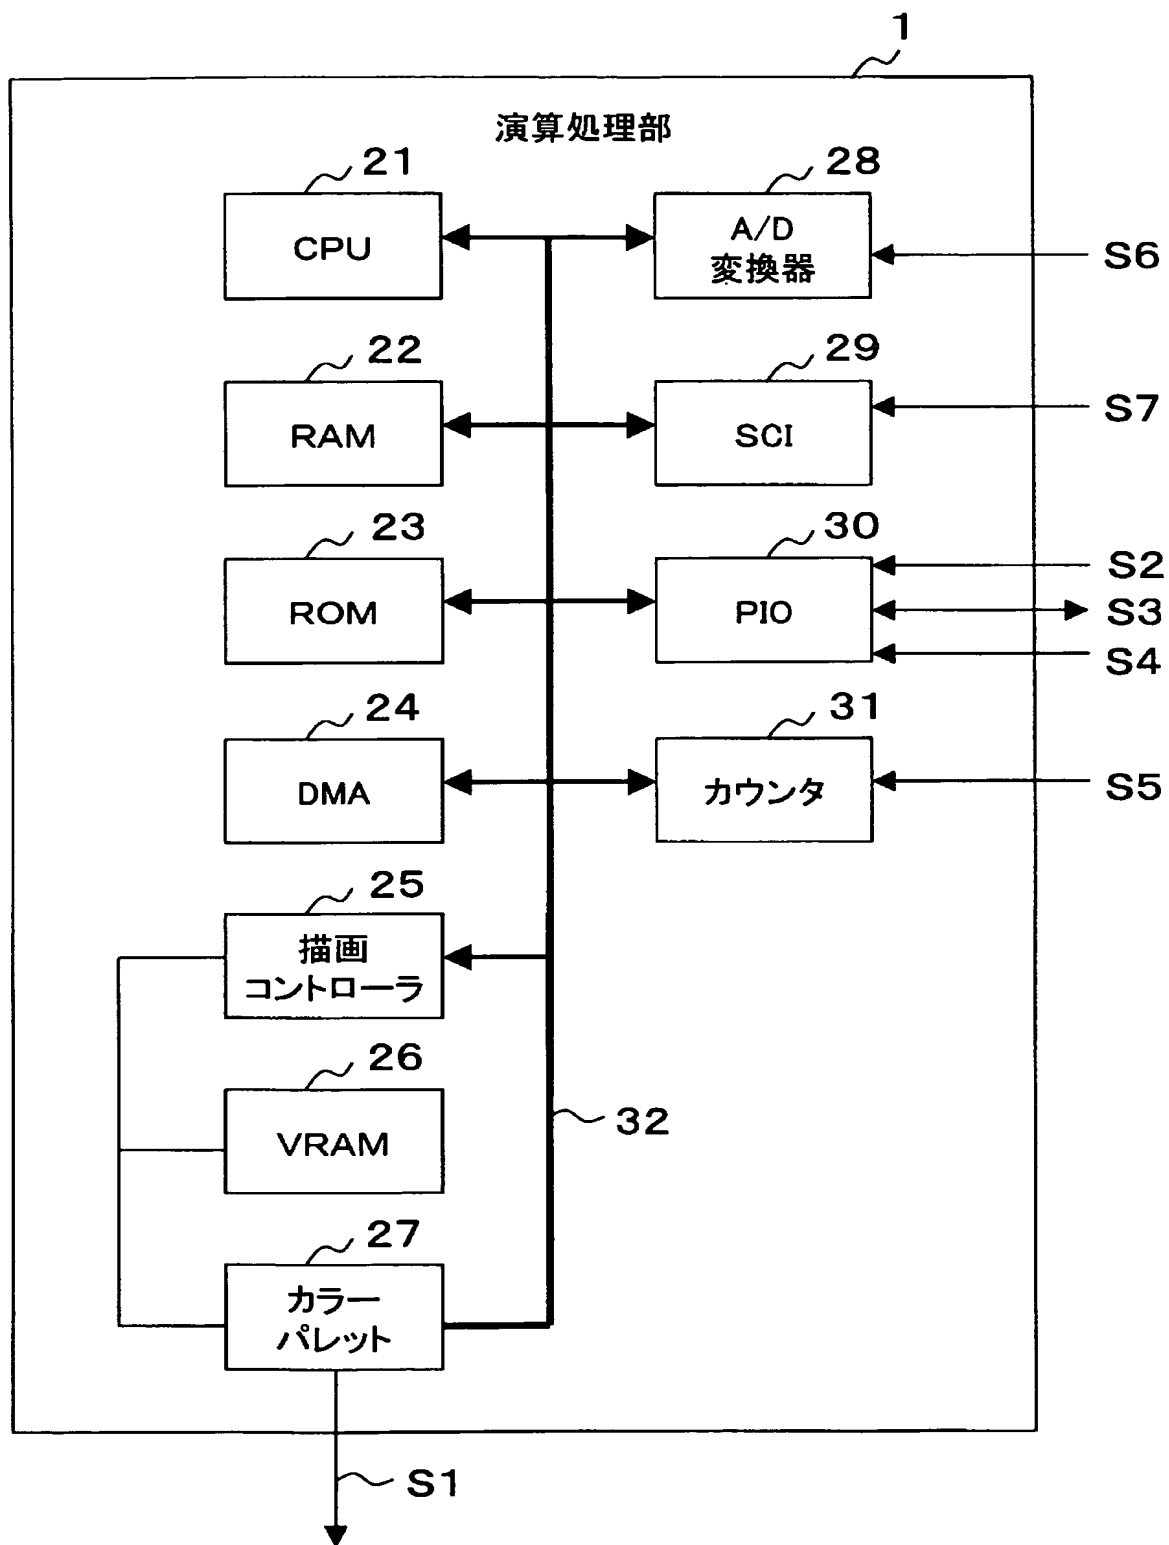 1
演算処理部
21
CPU
28
A/D
変換器
S6
22
RAM
29
SCI
S7
23
ROM
30
PIO
S2
S3
S4
24
DMA
31
カウンタ
S5
25
描画
コントローラ
26
VRAM
32
27
カラー
パレット
S1